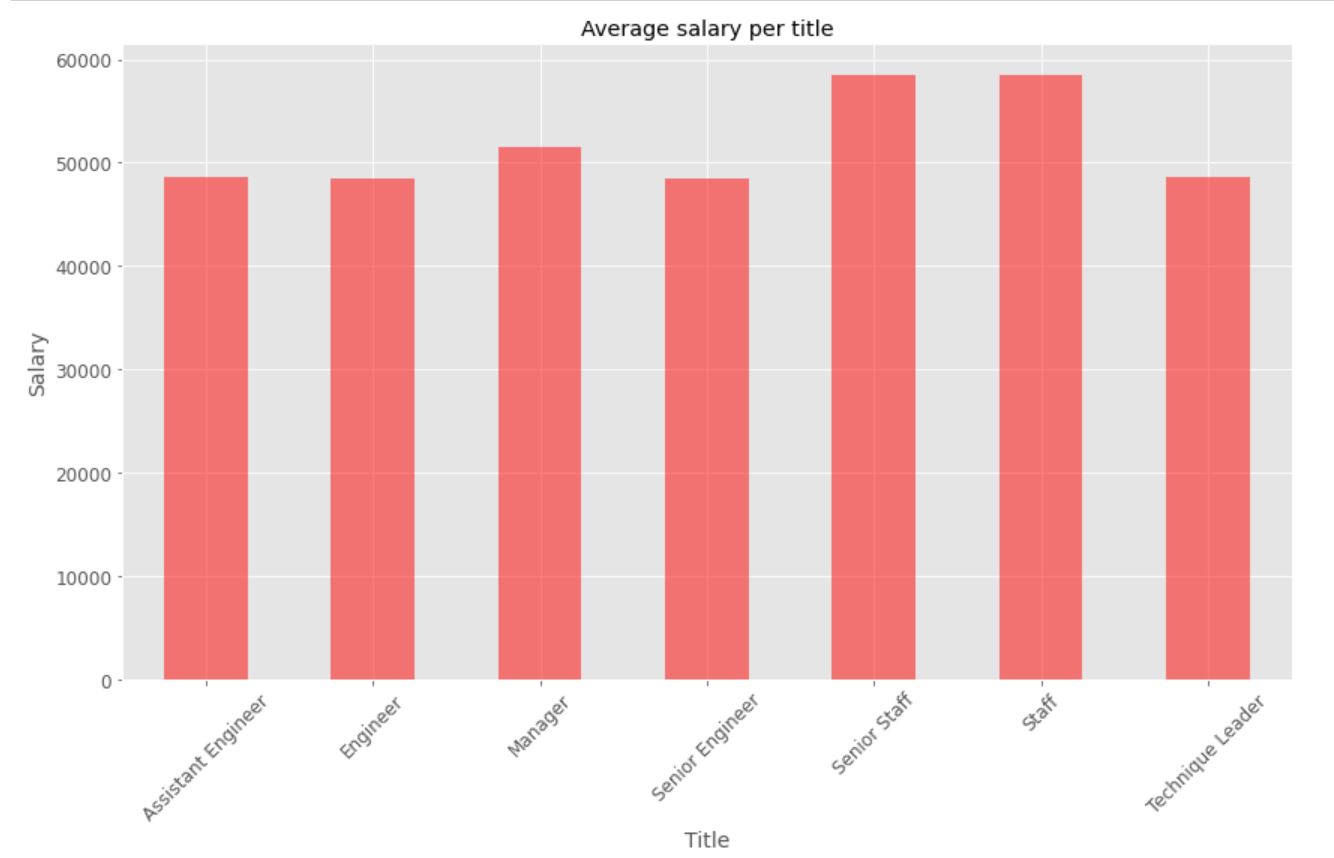 Average salary per title
60000
50000
40000
30000
20000
10000
0
Salary
Assistant Engineer
Engineer
Manager
Senior Engineer
Senior Staff
Staff
Technique Leader
Title